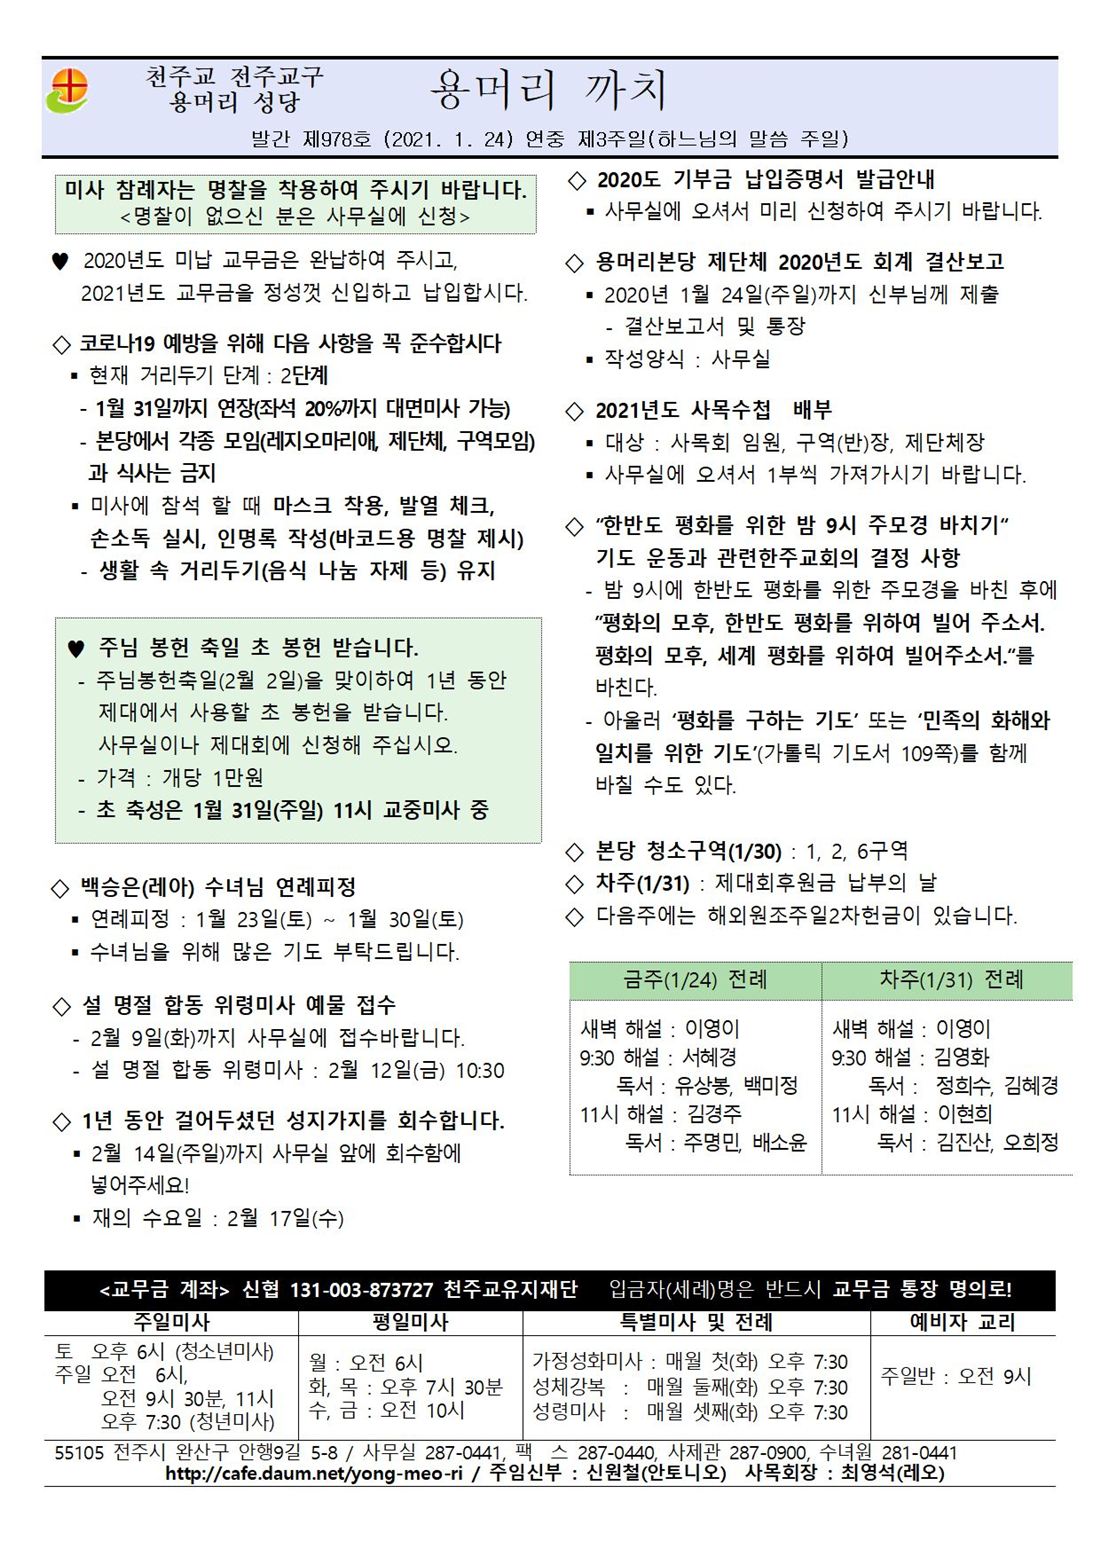 천주교 전주교구
용머리 성당
용머리 까치
발간 제978호 (2021. 1. 24) 연중 제3주일(하느님의 말씀 주일)
미사 참례자는 명찰을 착용하여 주시기 바랍니다.
<명찰이 없으신 분은 사무실에 신청>
♥ 2020년도 미납 교무금은 완납하여 주시고,
2021년도 교무금을 정성껏 신입하고 납입합시다.
◇ 코로나19 예방을 위해 다음 사항을 꼭 준수합시다
▪ 현재 거리두기 단계 : 2단계
- 1월 31일까지 연장(좌석 20%까지 대면미사 가능)
- 본당에서 각종 모임(레지오마리애, 제단체, 구역모임)
과 식사는 금지
▪ 미사에 참석 할 때 마스크 착용, 발열 체크,
손소독 실시, 인명록 작성(바코드용 명찰 제시)
- 생활 속 거리두기(음식 나눔 자제 등) 유지
♥ 주님 봉헌 축일 초 봉헌 받습니다.
- 주님봉헌축일(2월 2일)을 맞이하여 1년 동안
제대에서 사용할 초 봉헌을 받습니다.
사무실이나 제대회에 신청해 주십시오.
- 가격 : 개당 1만원
- 초 축성은 1월 31일(주일) 11시 교중미사 중
◇ 백승은(레아) 수녀님 연례피정
▪ 연례피정 : 1월 23일(토) ~ 1월 30일(토)
▪ 수녀님을 위해 많은 기도 부탁드립니다.
◇ 설 명절 합동 위령미사 예물 접수
- 2월 9일(화)까지 사무실에 접수바랍니다.
- 설 명절 합동 위령미사 : 2월 12일(금) 10:30
◇ 1년 동안 걸어두셨던 성지가지를 회수합니다.
▪ 2월 14일(주일)까지 사무실 앞에 회수함에
넣어주세요!
▪ 재의 수요일 : 2월 17일(수)
◇ 2020도 기부금 납입증명서 발급안내
▪ 사무실에 오셔서 미리 신청하여 주시기 바랍니다.
◇ 용머리본당 제단체 2020년도 회계 결산보고
▪ 2020년 1월 24일(주일)까지 신부님께 제출
- 결산보고서 및 통장
▪ 작성양식 : 사무실
◇ 2021년도 사목수첩 배부
▪ 대상 : 사목회 임원, 구역(반)장, 제단체장
▪ 사무실에 오셔서 1부씩 가져가시기 바랍니다.
◇ “한반도 평화를 위한 밤 9시 주모경 바치기“
기도 운동과 관련한주교회의 결정 사항
- 밤 9시에 한반도 평화를 위한 주모경을 바친 후에
”평화의 모후, 한반도 평화를 위하여 빌어 주소서.
평화의 모후, 세계 평화를 위하여 빌어주소서.“를
바친다.
- 아울러 ‘평화를 구하는 기도’ 또는 ‘민족의 화해와
일치를 위한 기도’(가톨릭 기도서 109쪽)를 함께
바칠 수도 있다.
◇ 본당 청소구역(1/30) : 1, 2, 6구역
◇ 차주(1/31) : 제대회후원금 납부의 날
◇ 다음주에는 해외원조주일2차헌금이 있습니다.
금주(1/24) 전례 차주(1/31) 전례
새벽 해설 : 이영이 새벽 해설 : 이영이
9:30 해설 : 서혜경 9:30 해설 : 김영화
독서 : 유상봉, 백미정 독서 : 정희수, 김혜경
11시 해설 : 김경주 11시 해설 : 이현희
독서 : 주명민, 배소윤 독서 : 김진산, 오희정
<교무금 계좌> 신협 131-003-873727 천주교유지재단 입금자(세례)명은 반드시 교무금 통장 명의로!
주일미사 평일미사 특별미사 및 전례 예비자 교리
토 오후 6시 (청소년미사)
주일 오전 6시,
오전 9시 30분, 11시
오후 7:30 (청년미사)
월 : 오전 6시
화, 목 : 오후 7시 30분
수, 금 : 오전 10시
가정성화미사 : 매월 첫(화) 오후 7:30
성체강복 : 매월 둘째(화) 오후 7:30
성령미사 : 매월 셋째(화) 오후 7:30
주일반 : 오전 9시
55105 전주시 완산구 안행9길 5-8 / 사무실 287-0441, 팩 스 287-0440, 사제관 287-0900, 수녀원 281-0441
http://cafe.daum.net/yong-meo-ri / 주임신부 : 신원철(안토니오) 사목회장 : 최영석(레오)